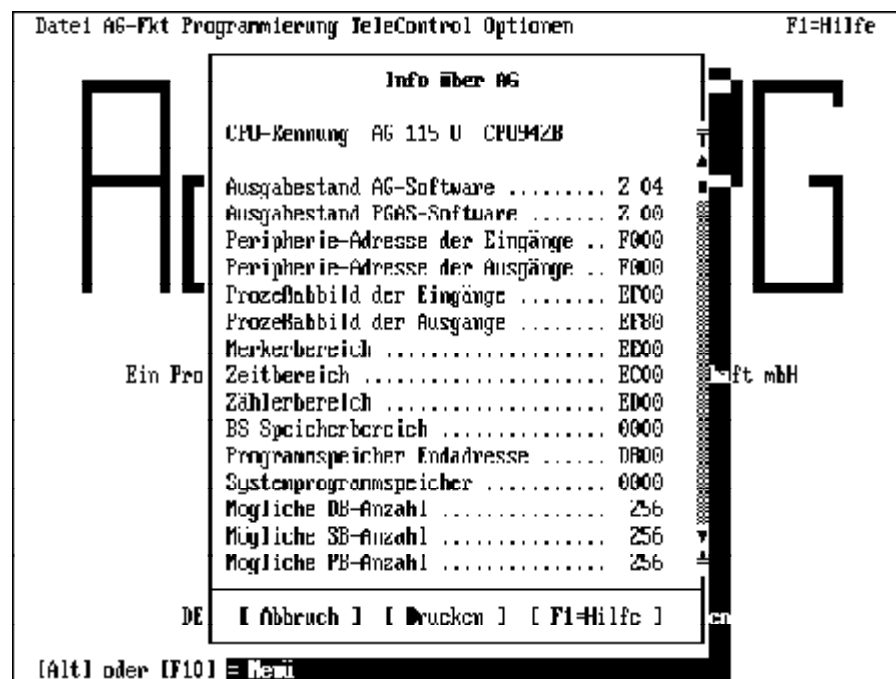 Datei AG-Fkt Programmierung TeleControl Optionen F1=Hilfe
Info über AG
CPU-Kennung AG 115 U CPU942B
Ausgabestand AG-Software ......... Z 04
Ausgabestand PGAS-Software ....... Z 00
Peripherie-Adresse der Eingänge .. F000
Peripherie-Adresse der Ausgänge .. F000
Prozeßabbild der Eingänge ........ EF00
Prozeßabbild der Ausgänge ........ EF80
Merkerbereich ................... EE00
Zeitbereich ..................... EC00
Zählerbereich ................... ED00
BS Speicherbereich .............. 0000
Programmspeicher Endadresse ...... DB00
Systemprogrammspeicher ........... 0000
Mögliche DB-Anzahl ............... 256
Mögliche SB-Anzahl ............... 256
Mögliche PB-Anzahl ............... 256
Ein Pro ft mbH
DE [ Abbruch ] [ Drucken ] [ F1=Hilfe ] en
[Alt] oder [F10] = Menü